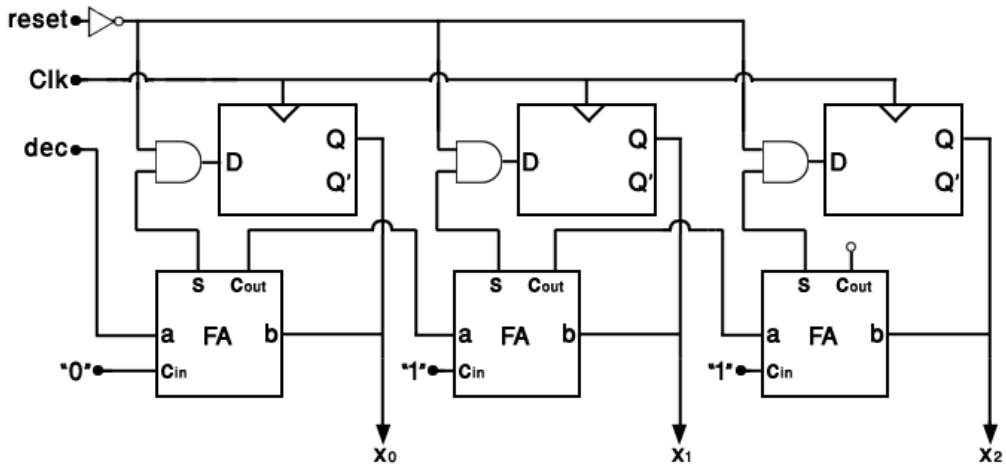 reset
Clk
dec
Q
Q
Q
D
D
D
Q'
Q'
Q'
s Cout
s Cout
s Cout
a FA b
a FA b
a FA b
"0" Cin
"1" Cin
"1" Cin
x0
x1
x2